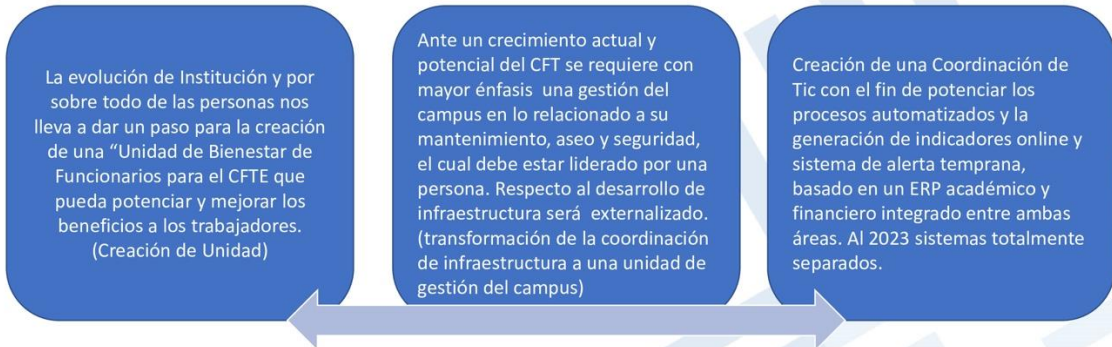 La evolución de Institución y por
sobre todo de las personas nos
lleva a dar un paso para la creación
de una “Unidad de Bienestar de
Funcionarios para el CFTE que
pueda potenciar y mejorar los
beneficios a los trabajadores.
(Creación de Unidad)
Ante un crecimiento actual y
potencial del CFT se requiere con
mayor énfasis una gestión del
campus en lo relacionado a su
mantenimiento, aseo y seguridad,
el cual debe estar liderado por una
persona. Respecto al desarrollo de
infraestructura será externalizado.
(transformación de la coordinación
de infraestructura a una unidad de
gestión del campus)
Creación de una Coordinación de
Tic con el fin de potenciar los
procesos automatizados y la
generación de indicadores online y
sistema de alerta temprana,
basado en un ERP académico y
financiero integrado entre ambas
áreas. Al 2023 sistemas totalmente
separados.